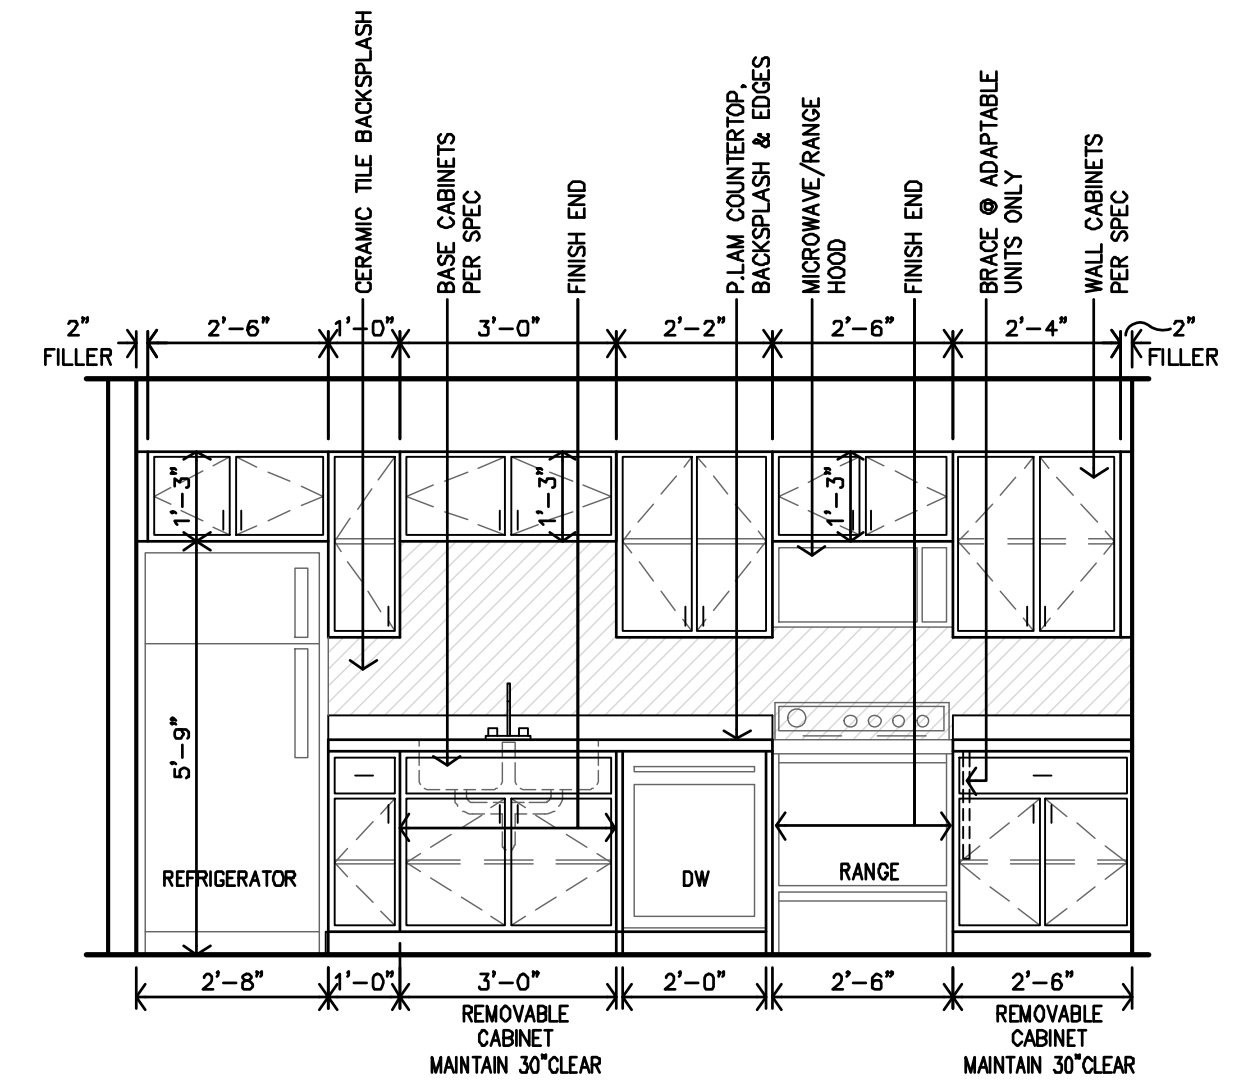 CERAMIC TILE BACKSPLASH
BASE CABINETS
PER SPEC
FINISH END
P.LAM COUNTERTOP,
BACKSPLASH & EDGES
MICROWAVE/RANGE
HOOD
FINISH END
BRACE @ ADAPTABLE
UNITS ONLY
WALL CABINETS
PER SPEC
2"
FILLER
2'-6"
1'-0"
3'-0"
2'-2"
2'-6"
2'-4"
2"
FILLER
1'-3"
1'-3"
1'-3"
5'-9"
REFRIGERATOR
DW
RANGE
2'-8"
1'-0"
3'-0"
2'-0"
2'-6"
2'-6"
REMOVABLE
CABINET
MAINTAIN 30"CLEAR
REMOVABLE
CABINET
MAINTAIN 30"CLEAR